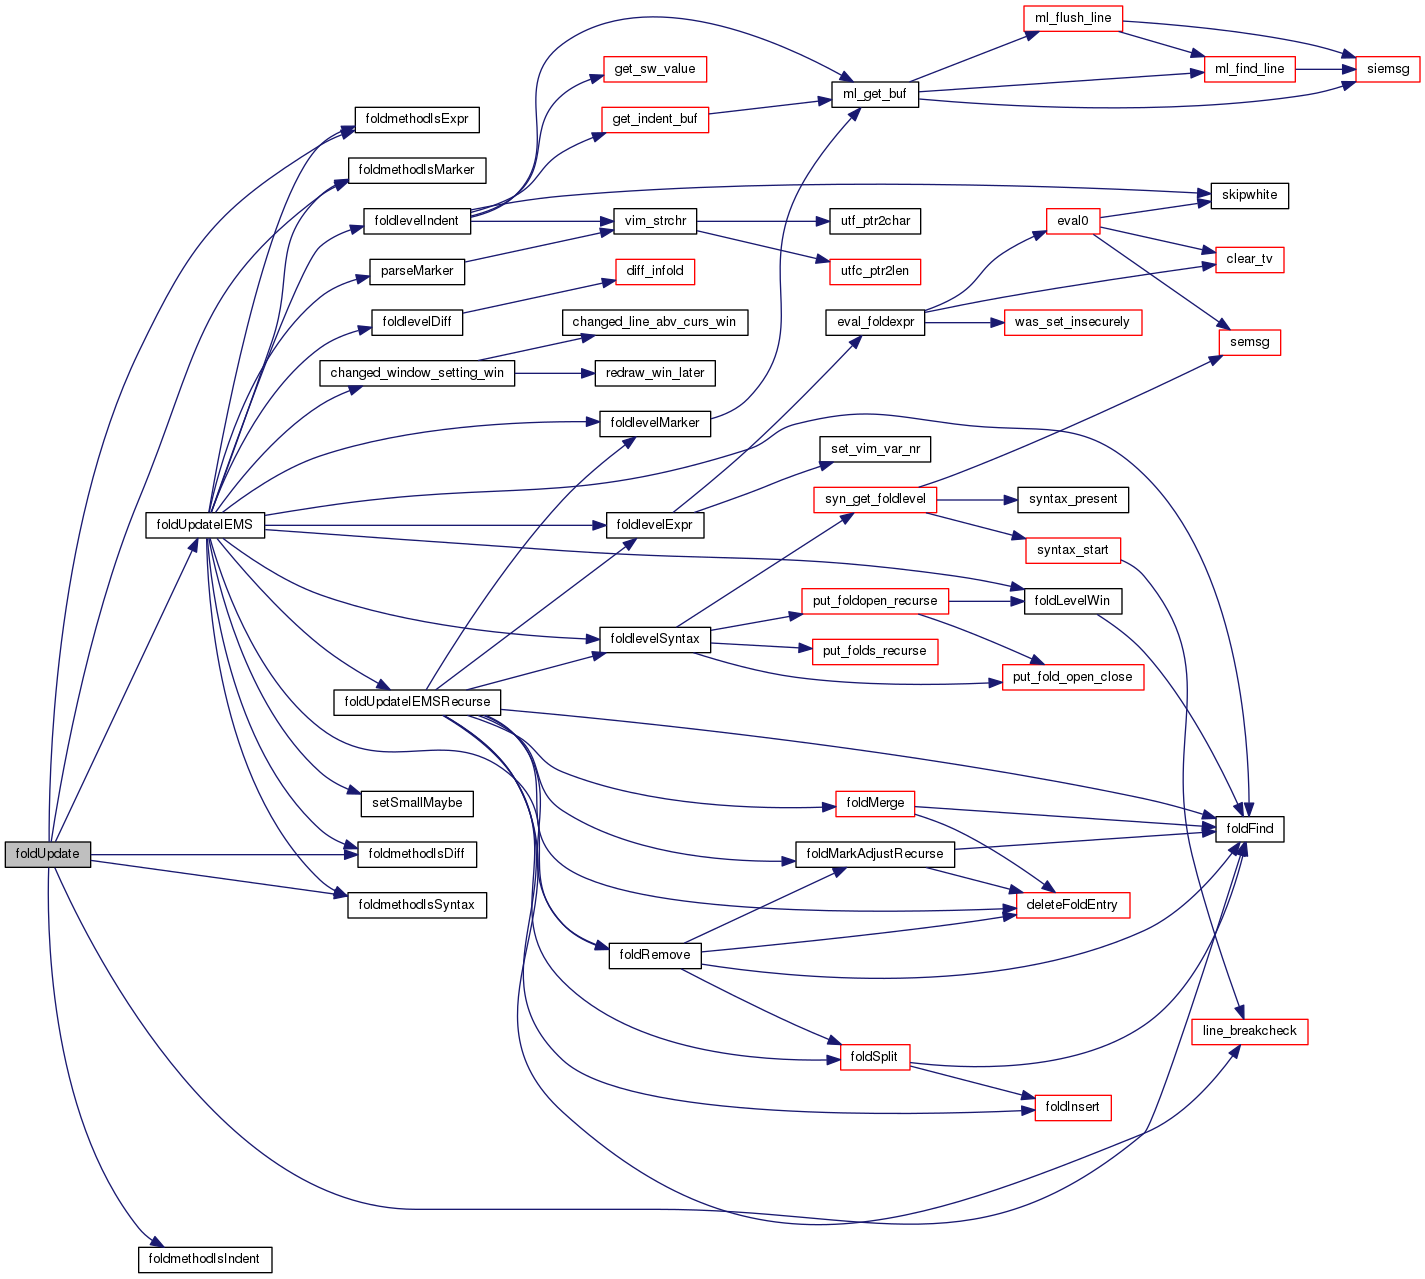 ml_flush_line
get_sw_value
ml_find_line
siemsg
ml_get_buf
foldmethodIsExpr
get_indent_buf
foldmethodIsMarker
skipwhite
foldlevelIndent
vim_strchr
utf_ptr2char
eval0
parseMarker
diff_infold
utfc_ptr2len
clear_tv
foldlevelDiff
changed_line_abv_curs_win
eval_foldexpr
was_set_insecurely
semsg
changed_window_setting_win
redraw_win_later
foldlevelMarker
set_vim_var_nr
syn_get_foldlevel
syntax_present
foldUpdateIEMS
foldlevelExpr
syntax_start
put_foldopen_recurse
foldLevelWin
foldlevelSyntax
put_folds_recurse
put_fold_open_close
foldUpdateIEMSRecurse
setSmallMaybe
foldMerge
foldFind
foldUpdate
foldmethodIsDiff
foldMarkAdjustRecurse
foldmethodIsSyntax
deleteFoldEntry
foldRemove
line_breakcheck
foldSplit
foldInsert
foldmethodIsIndent